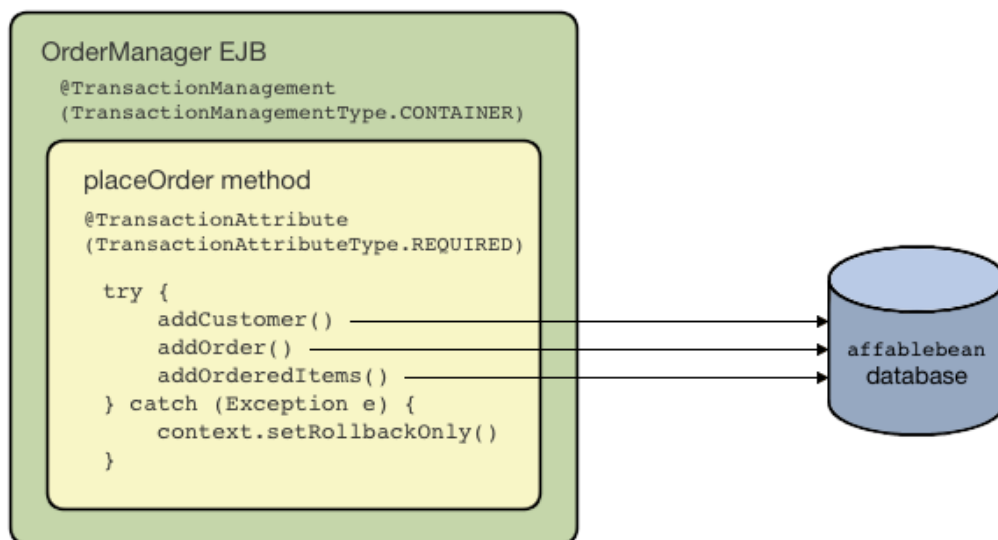 OrderManager EJB
@TransactionManagement
(TransactionManagementType.CONTAINER)
placeOrder method
@TransactionAttribute
(TransactionAttributeType.REQUIRED)
try {
addCustomer()
addOrder()
addOrderedItems()
} catch (Exception e) {
context.setRollbackOnly()
}
affablebean
database